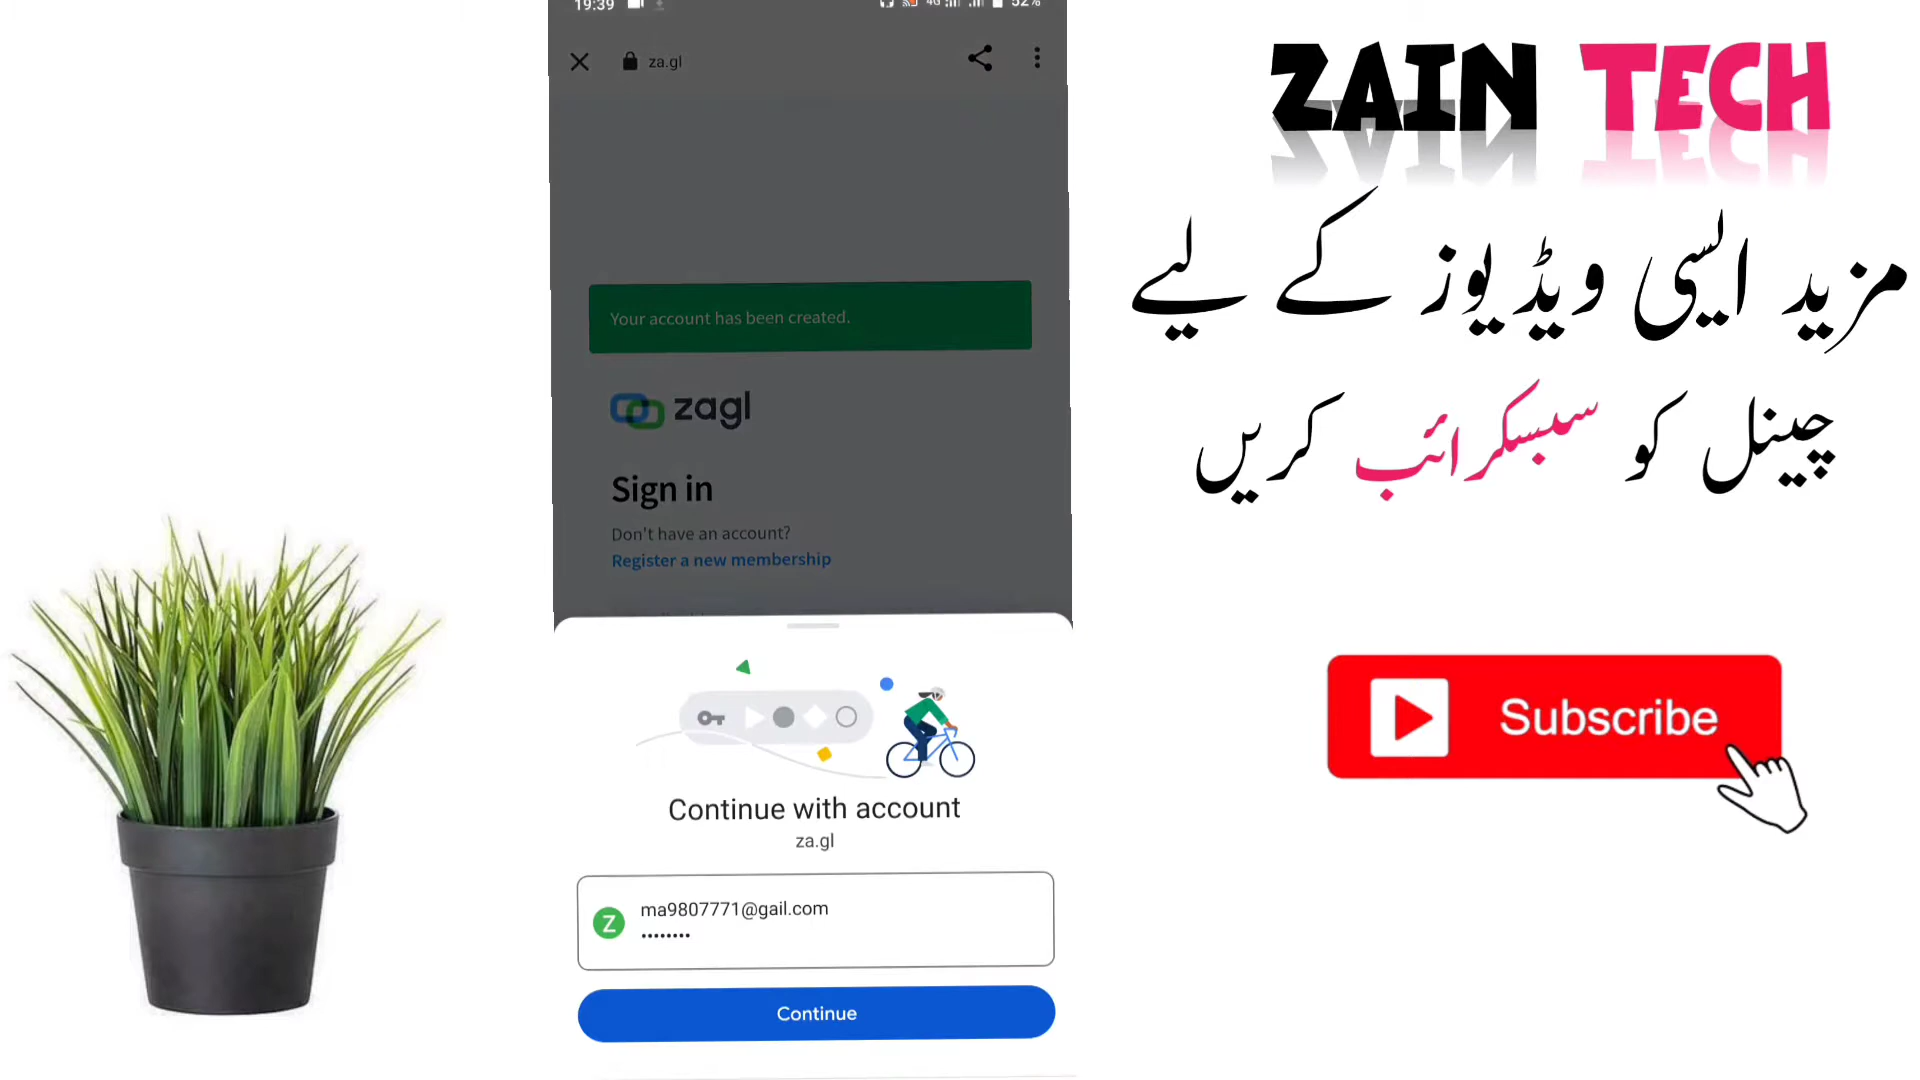 19:39
4G
52%
za.gl
Your account has been created.
zagl
Sign in
Don't have an account?
Register a new membership
Continue with account
za.gl
Z
ma9807771@gail.com
••••••••
Continue
ZAIN TECH
مزید ایسی ویڈیوز کے لیے
چینل کو سبسکرائب کریں
Subscribe